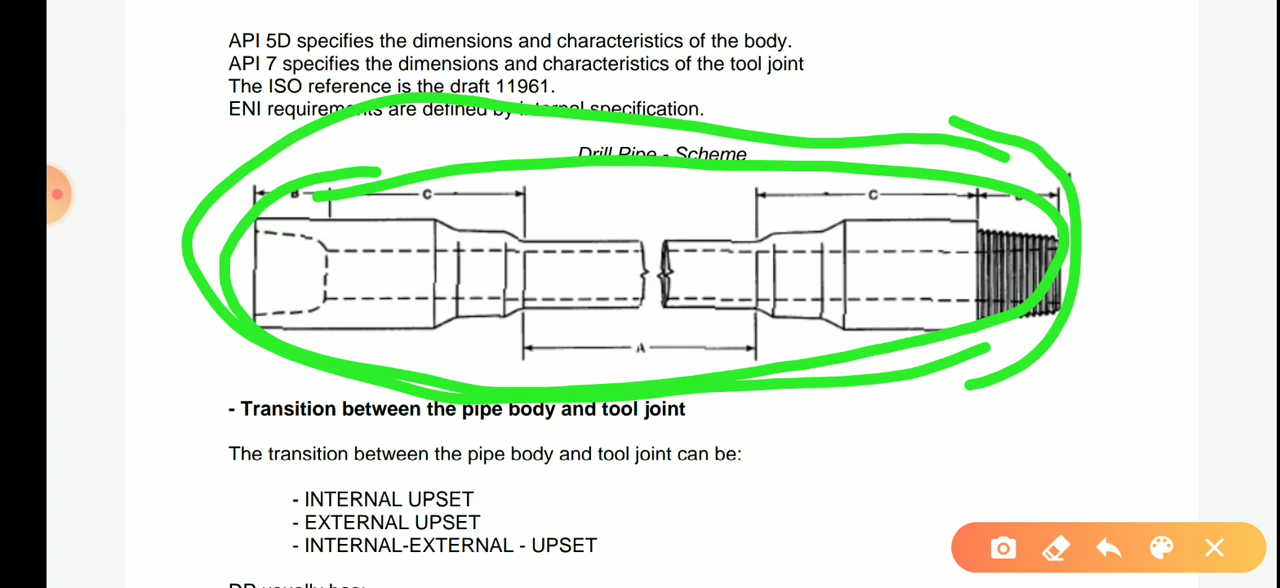 API 5D specifies the dimensions and characteristics of the body.
API 7 specifies the dimensions and characteristics of the tool joint
The ISO reference is the draft 11961.
ENI requirements are defined by internal specification.
Drill Pipe - Scheme
B C C
A
- Transition between the pipe body and tool joint
The transition between the pipe body and tool joint can be:
- INTERNAL UPSET
- EXTERNAL UPSET
- INTERNAL-EXTERNAL - UPSET